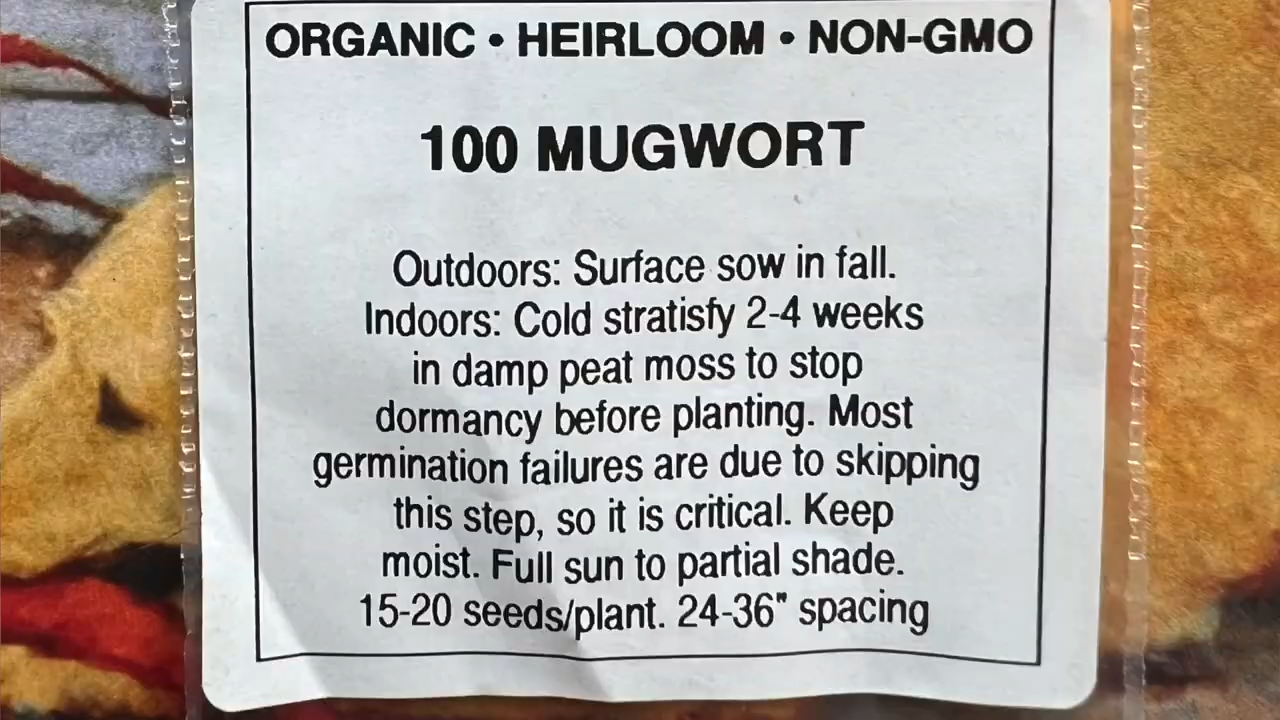 ORGANIC • HEIRLOOM • NON-GMO
100 MUGWORT
Outdoors: Surface sow in fall.
Indoors: Cold stratisfy 2-4 weeks
in damp peat moss to stop
dormancy before planting. Most
germination failures are due to skipping
this step, so it is critical. Keep
moist. Full sun to partial shade.
15-20 seeds/plant. 24-36" spacing